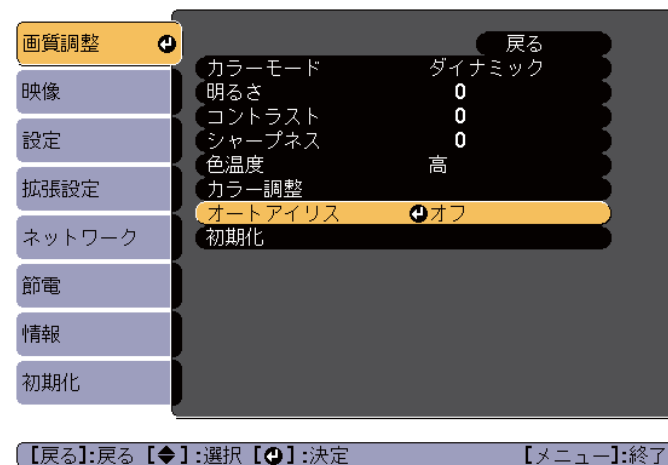 画質調整
映像
設定
拡張設定
ネットワーク
節電
情報
初期化
戻る
カラーモード ダイナミック
明るさ 0
コントラスト 0
シャープネス 0
色温度 高
カラー調整
オートアイリス オフ
初期化
【戻る】:戻る 【◆】:選択 【⏎】:決定 【メニュー】:終了